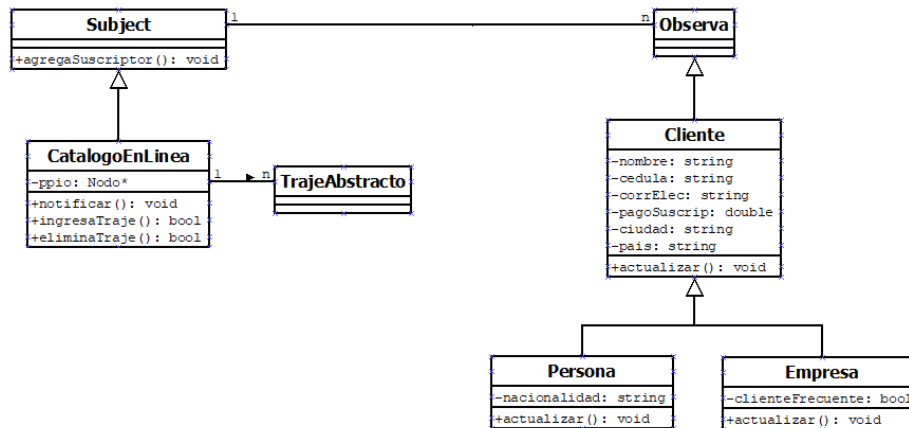 Subject
+agregaSuscriptor(): void
1
n
Observa
CatalogoEnLinea
-ppio: Nodo*
+notificar(): void
+ingresaTraje(): bool
+eliminaTraje(): bool
1
n
TrajeAbstracto
Cliente
-nombre: string
-cedula: string
-corrElec: string
-pagoSuscrip: double
-ciudad: string
-pais: string
+actualizar(): void
Persona
-nacionalidad: string
+actualizar(): void
Empresa
-clienteFrecuente: bool
+actualizar(): void